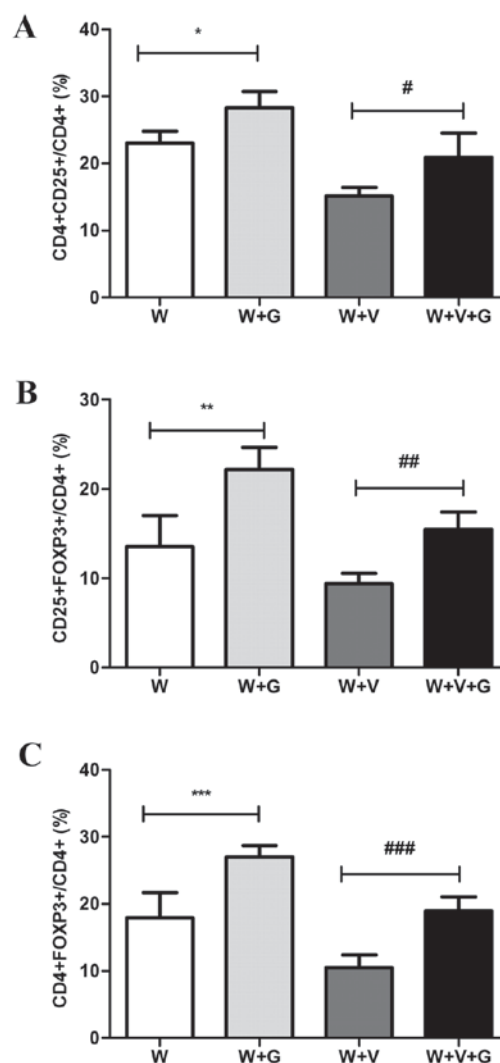 A
CD4+CD25+/CD4+ (%)
40
30
20
10
0
*
#
W W+G W+V W+V+G
B
CD25+FOXP3+/CD4+ (%)
30
20
10
0
**
##
W W+G W+V W+V+G
C
CD4+FOXP3+/CD4+ (%)
40
30
20
10
0
***
###
W W+G W+V W+V+G